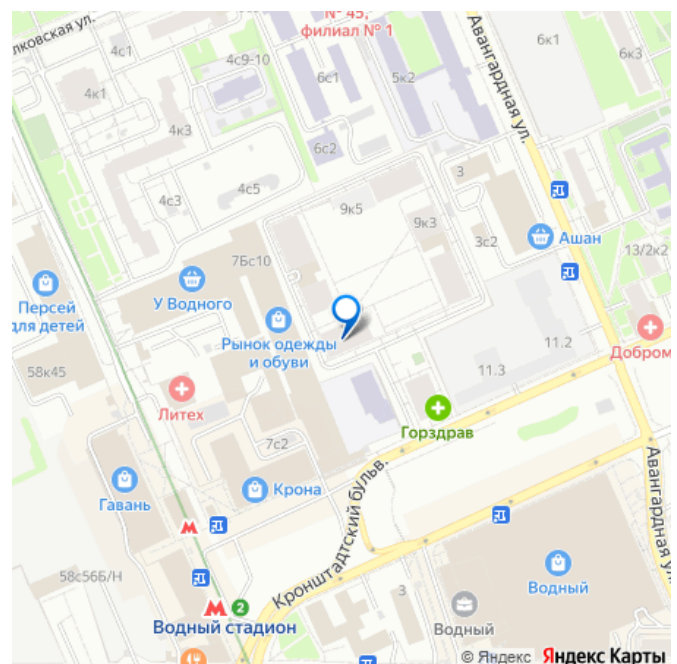 № 45,
филиал № 1
лковская ул.
4с1
4с9-10
6с1
5к2
6к1
6к3
Авангардная ул.
4к1
4к3
6с2
4с3
4с5
3
9к5
9к3
3с2
Ашан
13/2к2
7Бс10
У Водного
Персей
для детей
Рынок одежды
и обуви
58к45
11.2
Добром
11.3
Литех
Горздрав
7с2
Крона
Гавань
Кронштадтский бульв.
Авангардная ул.
58с56Б/Н
3
Водный
Водный
2
Водный стадион
© Яндекс Яндекс Карты